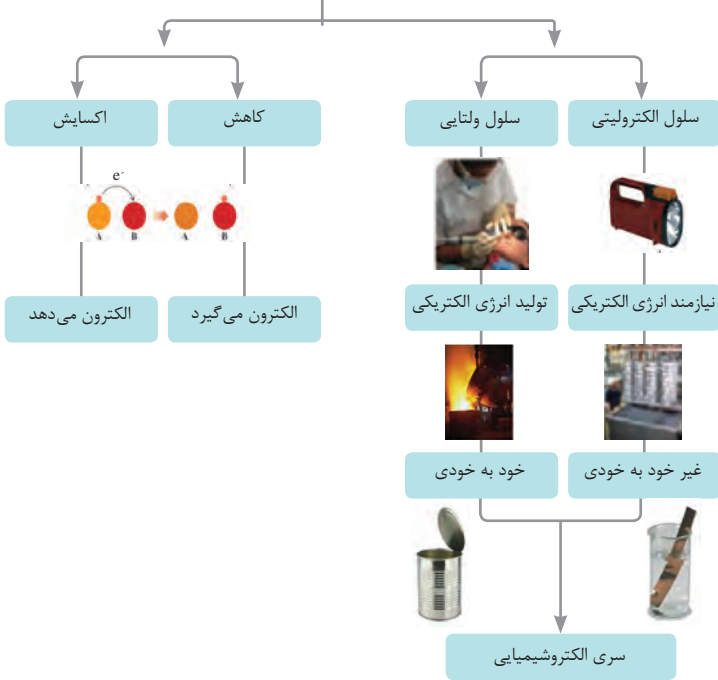 سلول الکترولیتی
سلول ولتایی
کاهش
اکسایش
e⁻
A B A B
نیازمند انرژی الکتریکی
تولید انرژی الکتریکی
الکترون می‌گیرد
الکترون می‌دهد
غیر خود به خودی
خود به خودی
سری الکتروشیمیایی